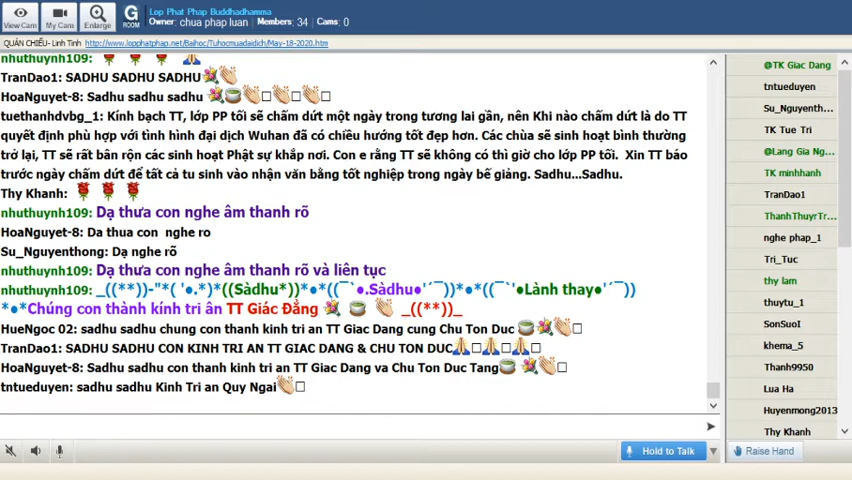 View Cam
My Cam
Enlarge
G
ROOM
Lop Phat Phap Buddhadhamma
Owner: chua phap luan Members: 34 Cams: 0
QUÁN CHIẾU- Linh Tinh http://www.lopphatphap.net/Baihoc/Tuhocmuadaidich/May-18-2020.htm
nhuthuynh109:
TranDao1: SADHU SADHU SADHU
HoaNguyet-8: Sadhu sadhu sadhu
tuethanhdvbg_1: Kính bạch TT, lớp PP tối sẽ chấm dứt một ngày trong tương lai gần, nên Khi nào chấm dứt là do TT
quyết định phù hợp với tình hình đại dịch Wuhan đã có chiều hướng tốt đẹp hơn. Các chùa sẽ sinh hoạt bình thường
trở lại, TT sẽ rất bân rộn các sinh hoạt Phật sự khắp nơi. Con e rằng TT sẽ không có thì giờ cho lớp PP tối. Xin TT báo
trước ngày chấm dứt để tất cả tu sinh vào nhận văn bằng tốt nghiệp trong ngày bế giảng. Sadhu...Sadhu.
Thy Khanh:
nhuthuynh109: Dạ thưa con nghe âm thanh rõ
HoaNguyet-8: Da thua con nghe ro
Su_Nguyenthong: Dạ nghe rõ
nhuthuynh109: Dạ thưa con nghe âm thanh rõ và liên tục
nhuthuynh109: _((**))-"*( '●.*)*((Sàdhu*))*●*((¯`●.Sàdhu●'´¯))*●*((¯`'●Lành thay●'´¯))
*●*Chúng con thành kính tri ân TT Giác Đẳng _((**))_
HueNgoc 02: sadhu sadhu chung con thanh kinh tri an TT Giac Dang cung Chu Ton Duc
TranDao1: SADHU SADHU CON KINH TRI AN TT GIAC DANG & CHU TON DUC
HoaNguyet-8: Sadhu sadhu con thanh kinh tri an TT Giac Dang va Chu Ton Duc Tang
tntueduyen: sadhu sadhu Kinh Tri an Quy Ngai
Hold to Talk
@TK Giac Dang
tntueduyen
Su_Nguyenth...
TK Tue Tri
@Lang Gia Ng...
TK minhhanh
TranDao1
ThanhThuyrTr...
nghe phap_1
Tri_Tuc
thy lam
thuytu_1
SonSuoI
khema_5
Thanh9950
Lua Ha
Huyenmong2013
Thy Khanh
Raise Hand